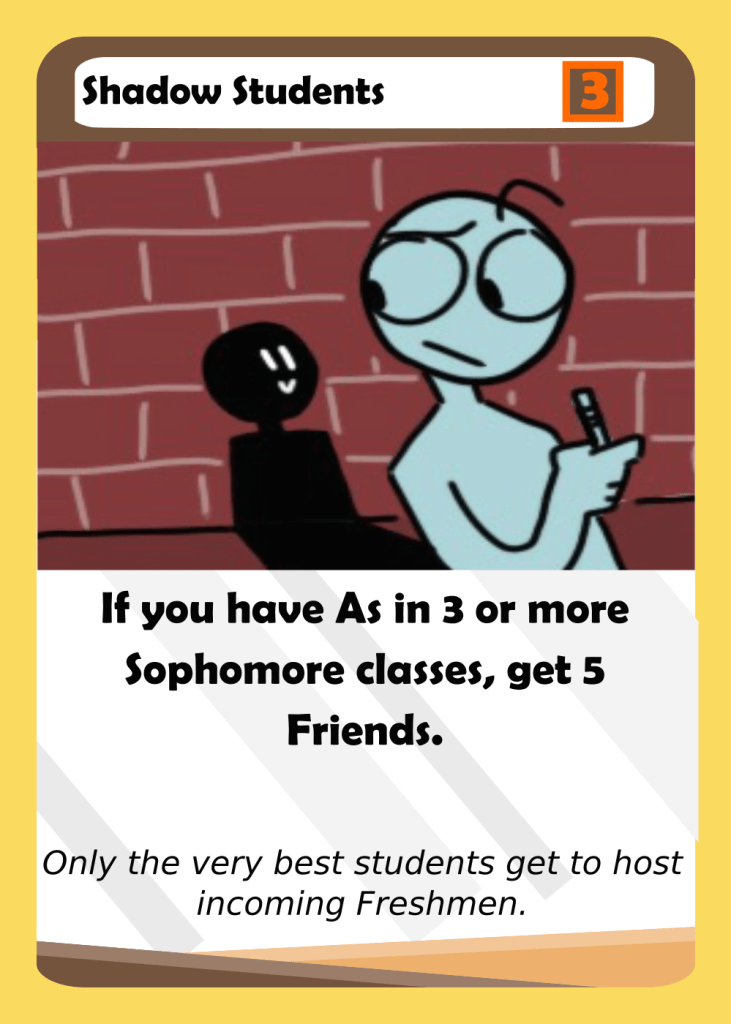 Shadow Students
3
If you have As in 3 or more
Sophomore classes, get 5
Friends.
Only the very best students get to host
incoming Freshmen.